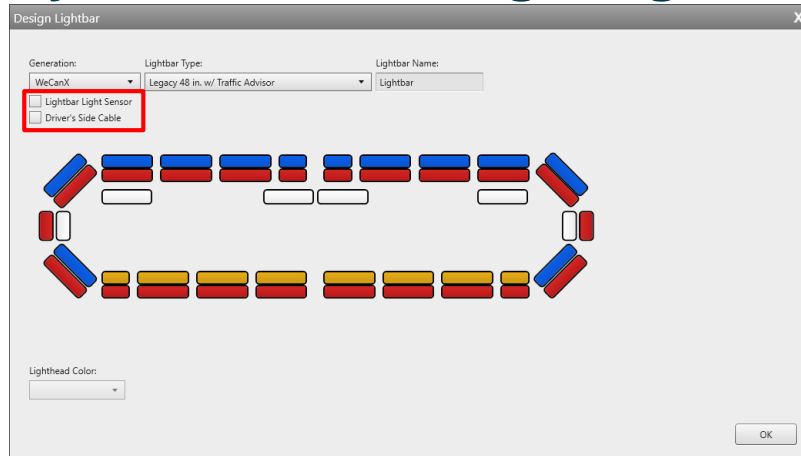 Design Lightbar X
Generation: Lightbar Type: Lightbar Name:
WeCanX Legacy 48 in. w/ Traffic Advisor Lightbar
Lightbar Light Sensor
Driver's Side Cable
Lighthead Color:
OK